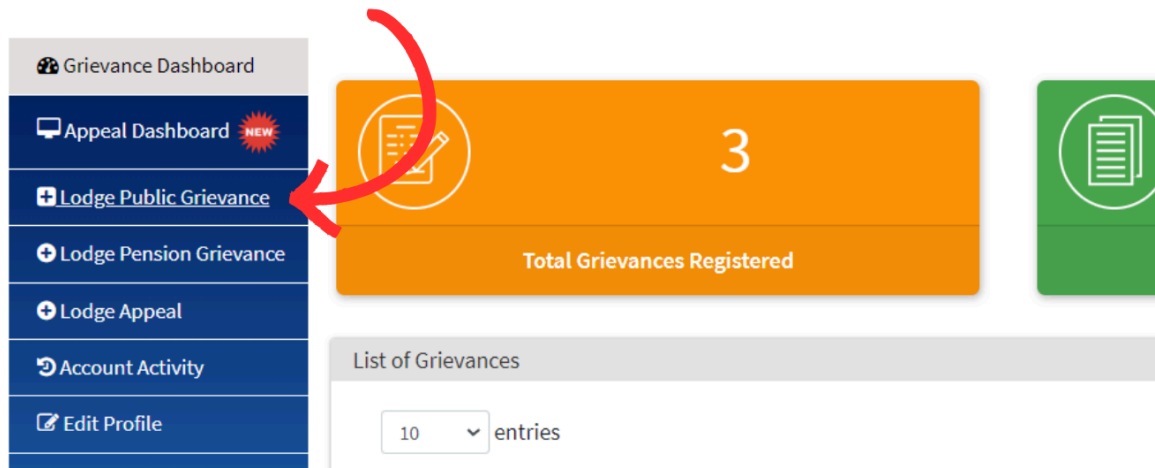 Grievance Dashboard
Appeal Dashboard NEW
Lodge Public Grievance
Lodge Pension Grievance
Lodge Appeal
Account Activity
Edit Profile
3
Total Grievances Registered
List of Grievances
10 entries